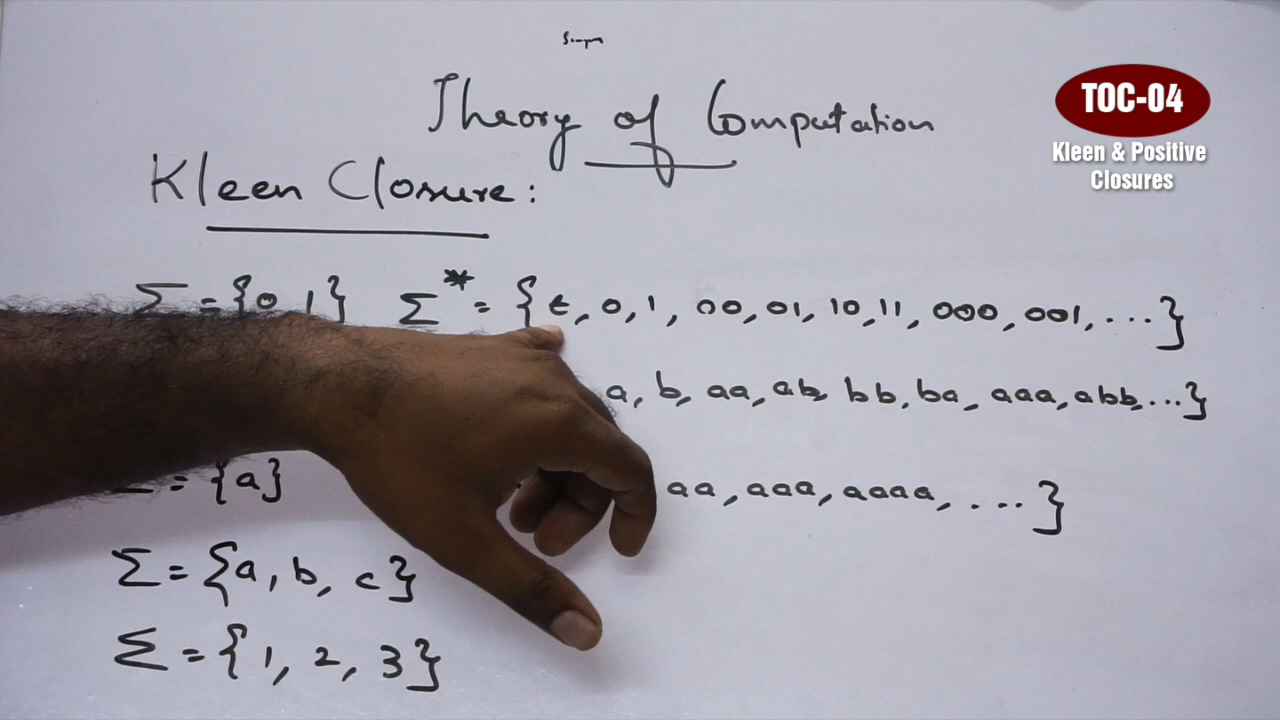 Theory of Computation
TOC-04
Kleen & Positive
Closures
Kleen Closure:
Σ = {0, 1} Σ* = {ε, 0, 1, 00, 01, 10, 11, 000, 001, ...}
a, b, aa, ab, bb, ba, aaa, abb, ...}
Σ = {a} aa, aaa, aaaa, ...}
Σ = {a, b, c}
Σ = {1, 2, 3}